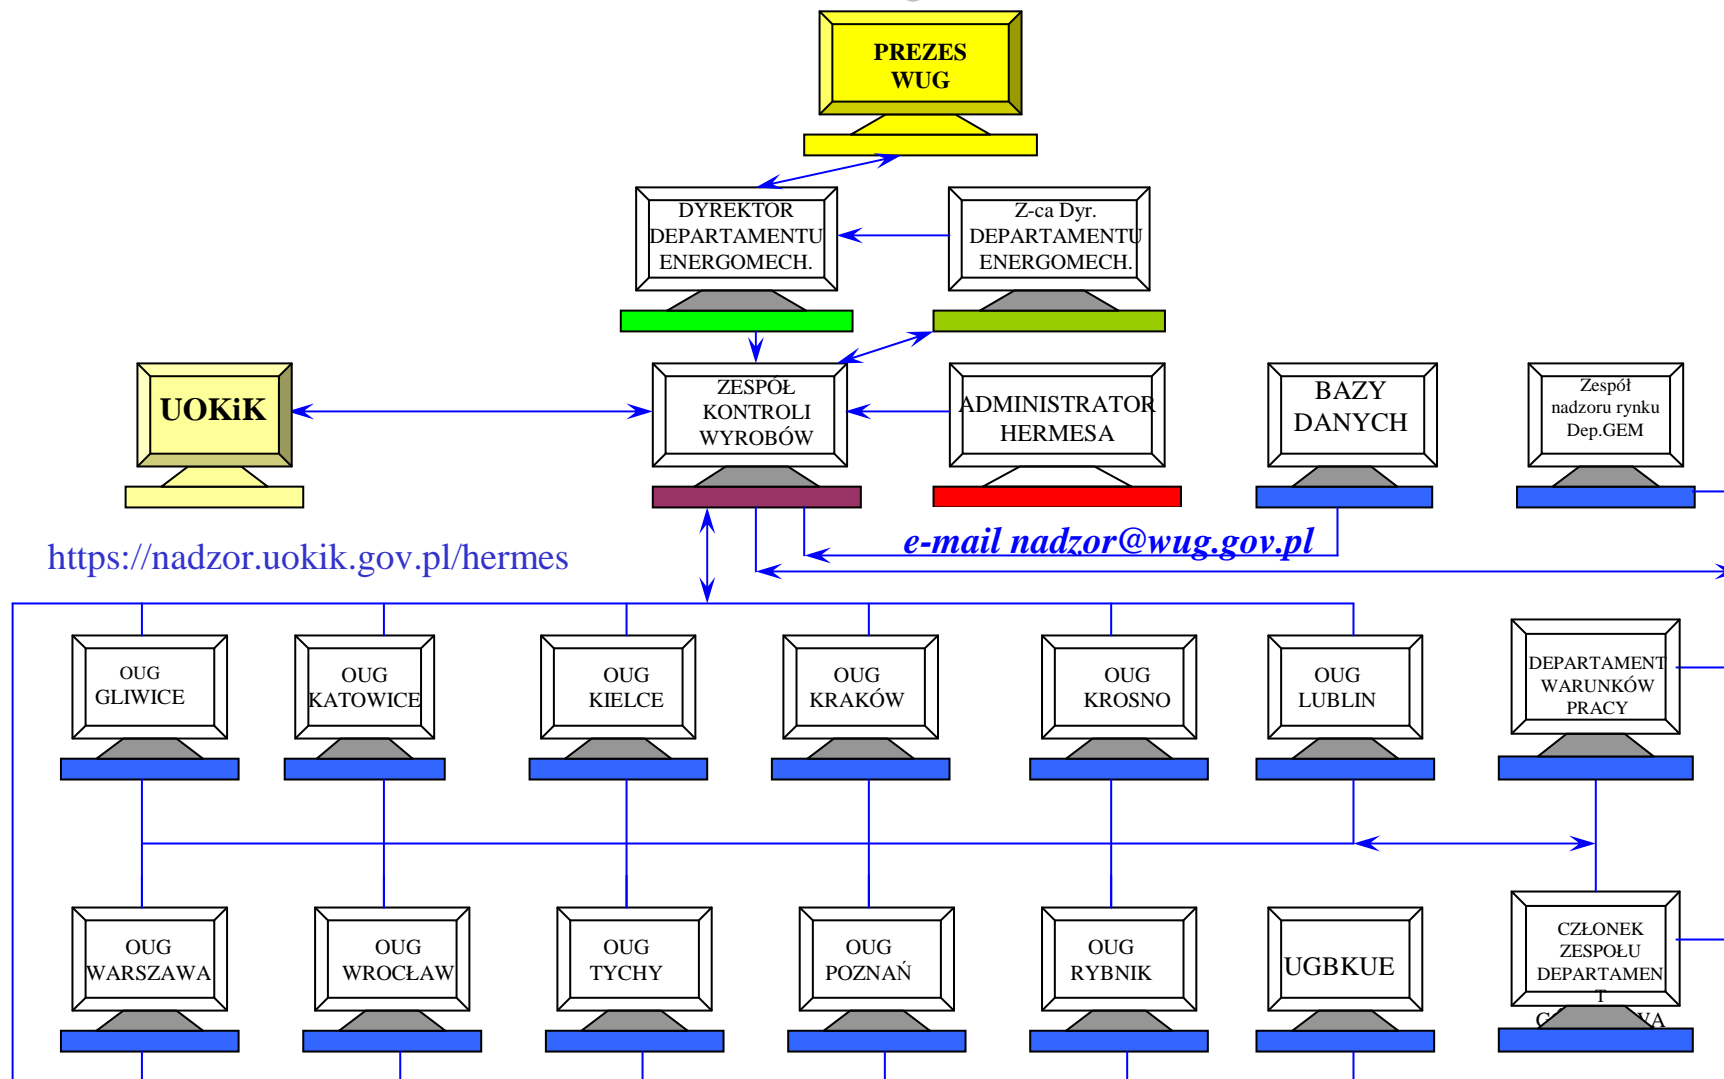 PREZES
WUG
DYREKTOR
DEPARTAMENTU
ENERGOMECH.
Z-ca Dyr.
DEPARTAMENTU
ENERGOMECH.
UOKiK
ZESPÓŁ
KONTROLI
WYROBÓW
ADMINISTRATOR
HERMESA
BAZY
DANYCH
Zespół
nadzoru rynku
Dep.GEM
https://nadzor.uokik.gov.pl/hermes
e-mail nadzor@wug.gov.pl
OUG
GLIWICE
OUG
KATOWICE
OUG
KIELCE
OUG
KRAKÓW
OUG
KROSNO
OUG
LUBLIN
DEPARTAMENT
WARUNKÓW
PRACY
OUG
WARSZAWA
OUG
WROCŁAW
OUG
TYCHY
OUG
POZNAŃ
OUG
RYBNIK
UGBKUE
CZŁONEK
ZESPOŁU
DEPARTAMEN
T